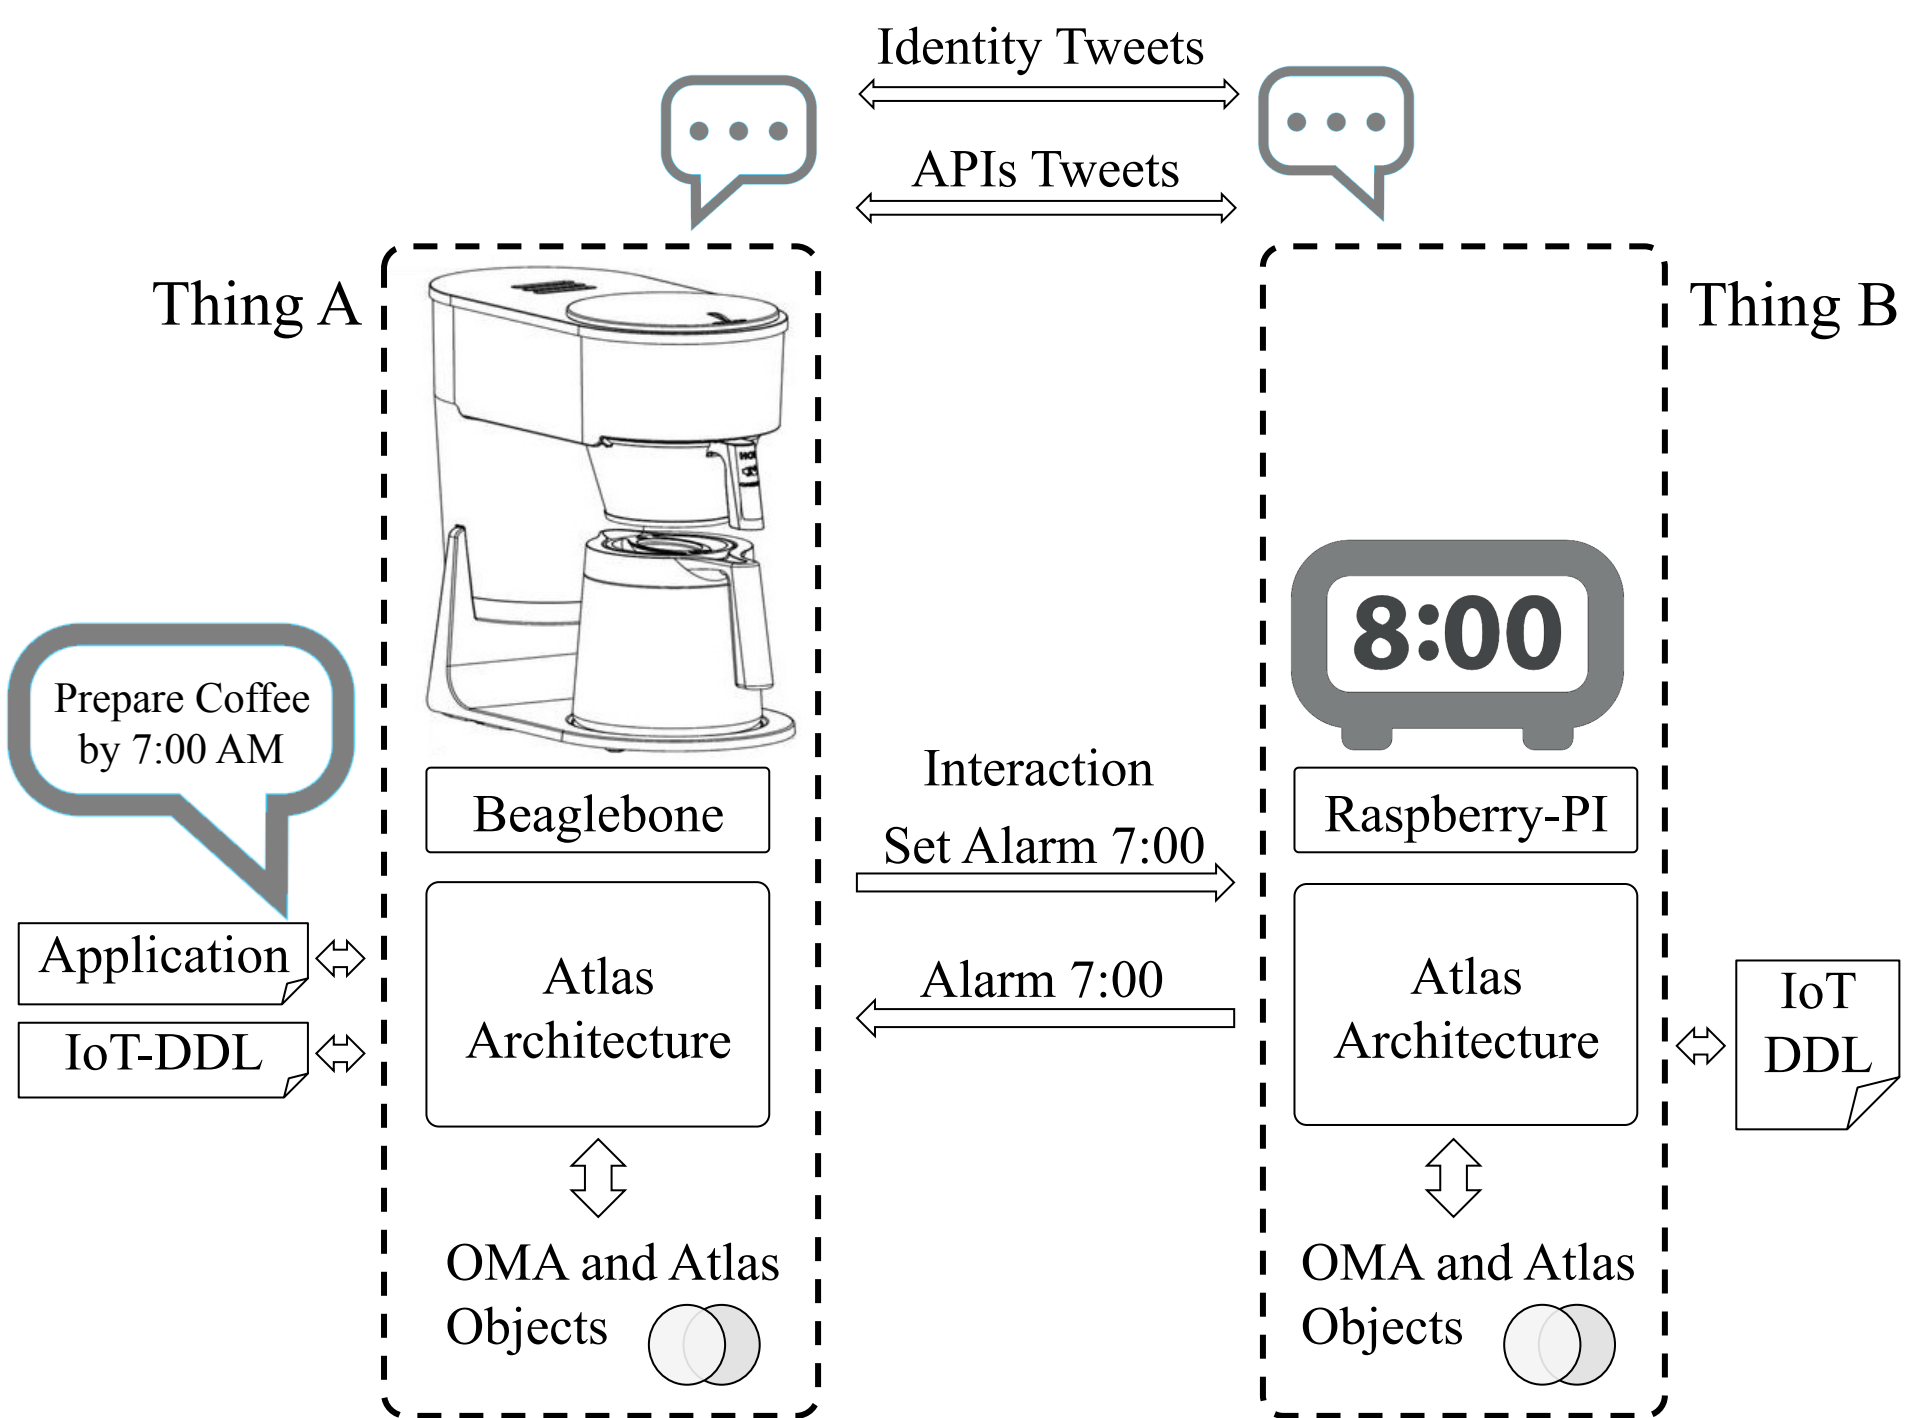 Identity Tweets
APIs Tweets
Thing A
Thing B
8:00
Prepare Coffee
by 7:00 AM
Beaglebone
Interaction
Raspberry-PI
Set Alarm 7:00
Application
IoT-DDL
Atlas
Architecture
Alarm 7:00
Atlas
Architecture
IoT
DDL
OMA and Atlas
Objects
OMA and Atlas
Objects